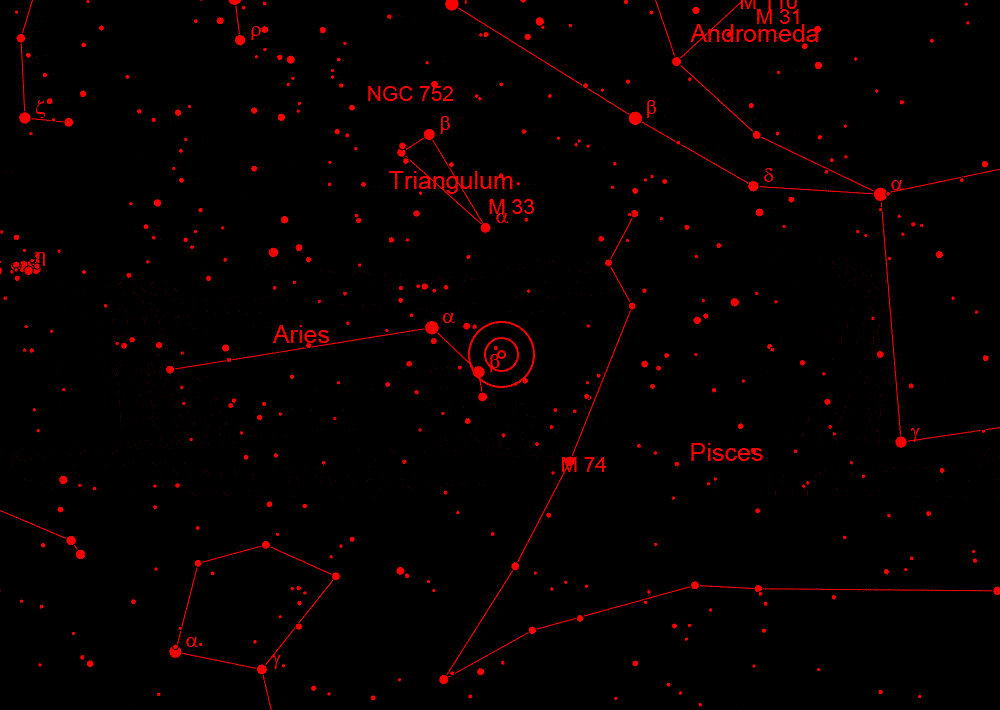 M 110
M 31
ρ
Andromeda
NGC 752
ζ
β
β
δ
Triangulum
α
M 33
α
η
α
Aries
β
γ
Pisces
M 74
α
γ